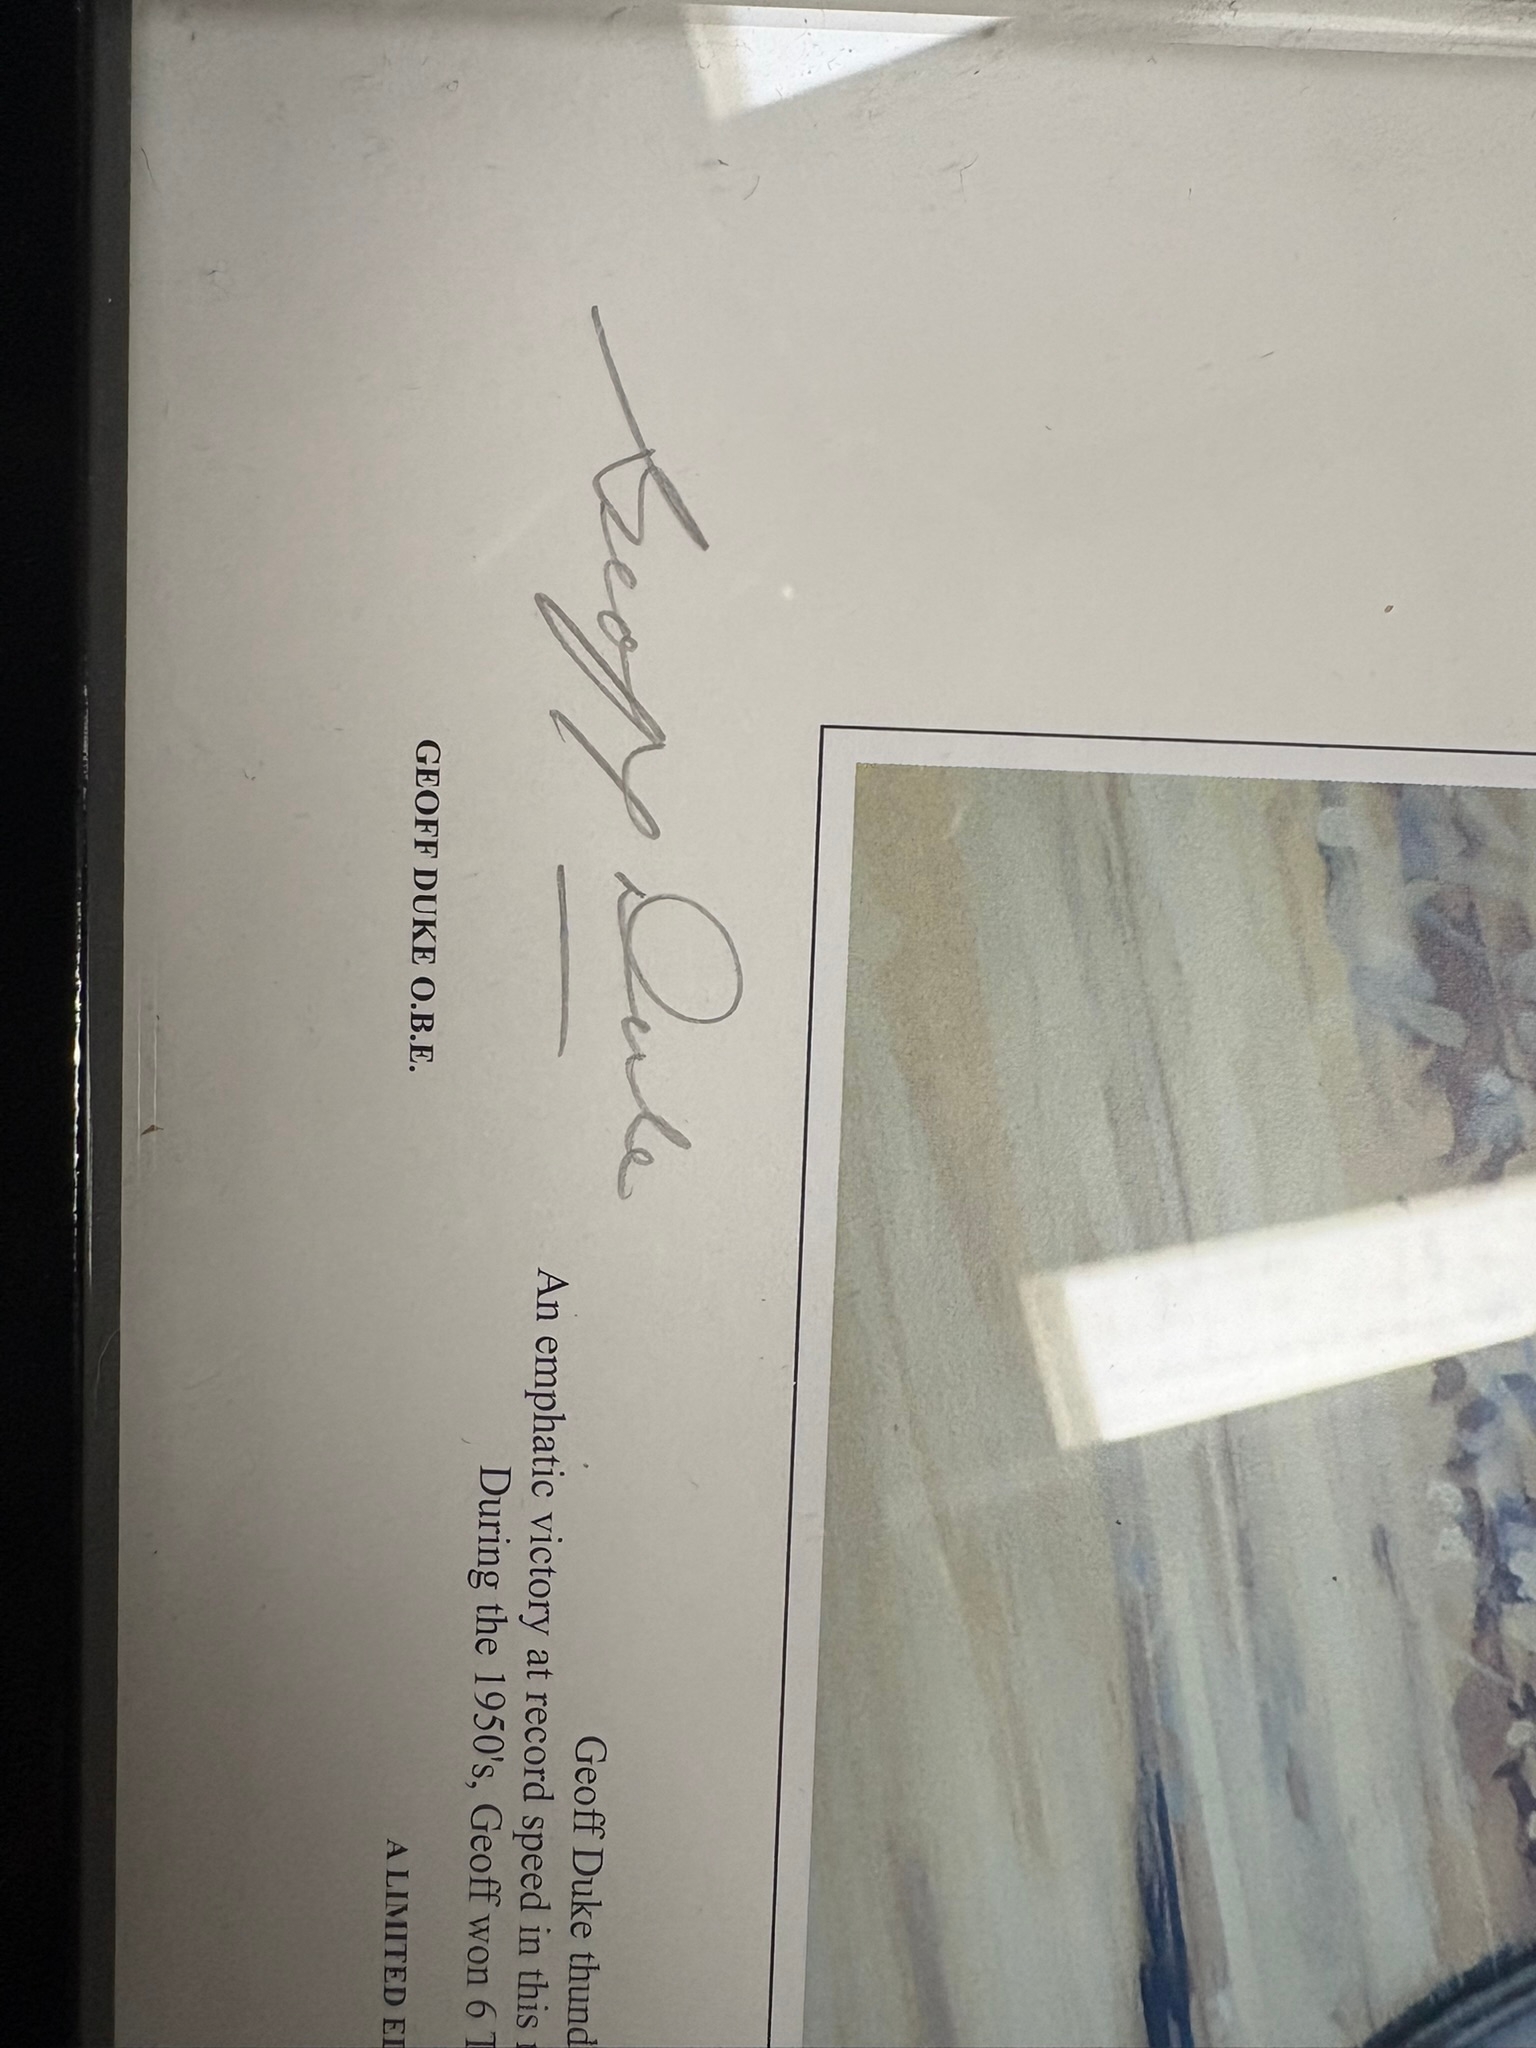 Geoff Duke
GEOFF DUKE O.B.E.
Geoff Duke thund
An emphatic victory at record speed in this
During the 1950's, Geoff won 6 T
A LIMITED